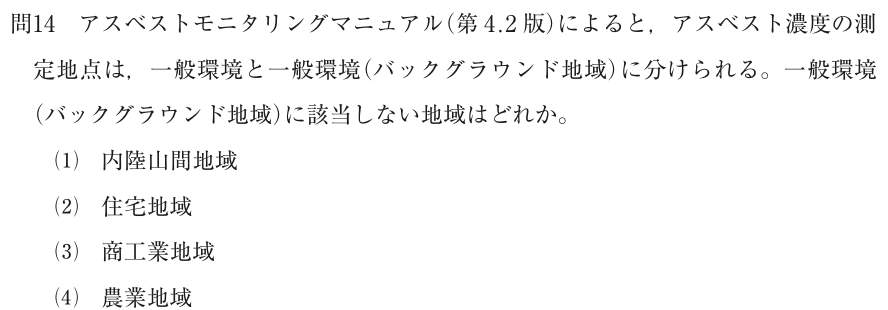 問14　アスベストモニタリングマニュアル(第4.2版)によると，アスベスト濃度の測
定地点は，一般環境と一般環境(バックグラウンド地域)に分けられる。一般環境
(バックグラウンド地域)に該当しない地域はどれか。
(1)　内陸山間地域
(2)　住宅地域
(3)　商工業地域
(4)　農業地域